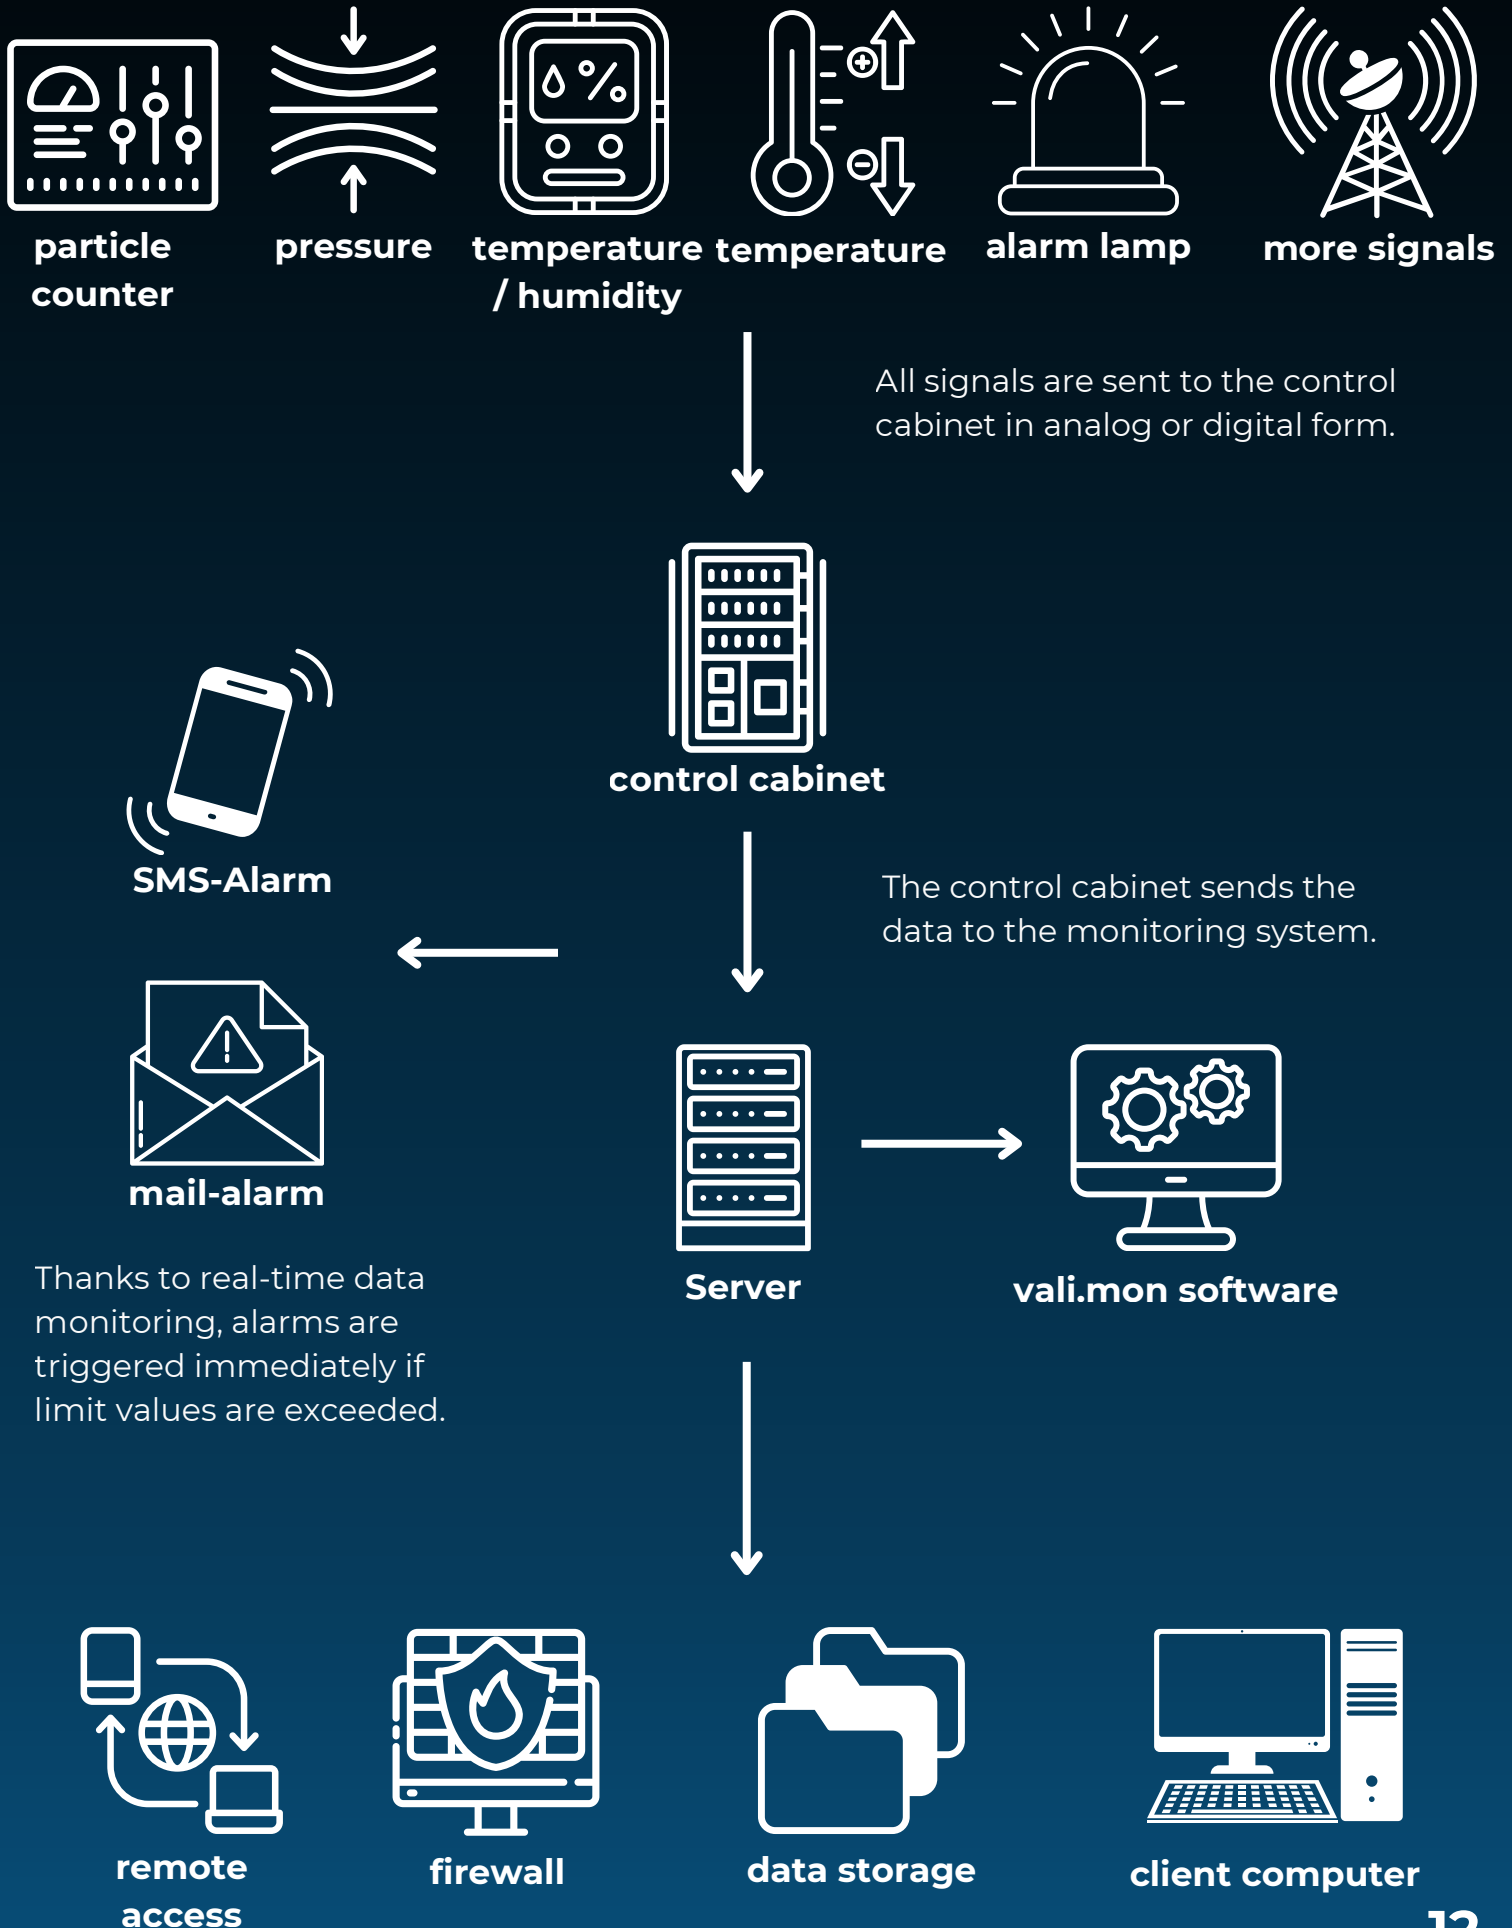 particle
counter
pressure
temperature
/ humidity
temperature
alarm lamp
more signals
All signals are sent to the control
cabinet in analog or digital form.
control cabinet
SMS-Alarm
The control cabinet sends the
data to the monitoring system.
mail-alarm
Thanks to real-time data
monitoring, alarms are
triggered immediately if
limit values are exceeded.
Server
vali.mon software
remote
access
firewall
data storage
client computer
12